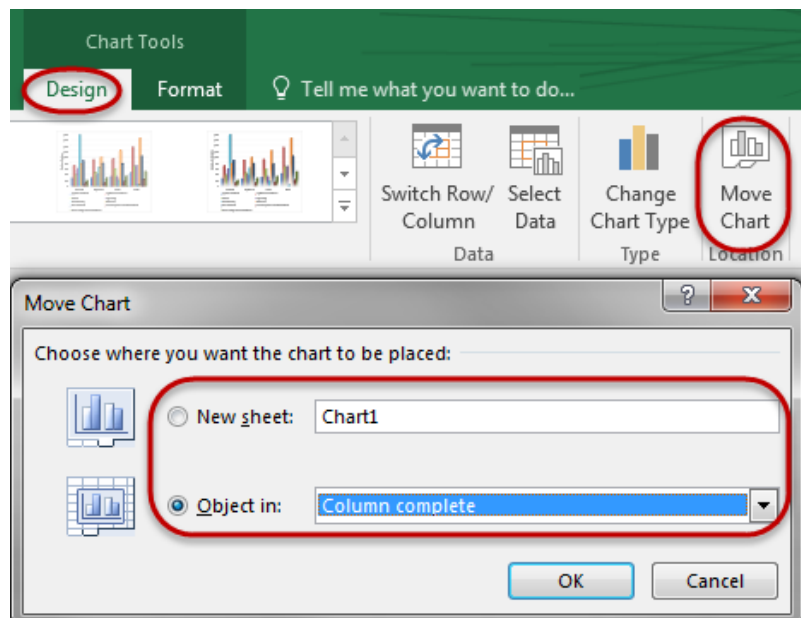 Chart Tools
Design Format Tell me what you want to do...
Switch Row/ Select Change Move
Column Data Chart Type Chart
Data Type Location
Move Chart
Choose where you want the chart to be placed:
New sheet: Chart1
Object in: Column complete
OK Cancel